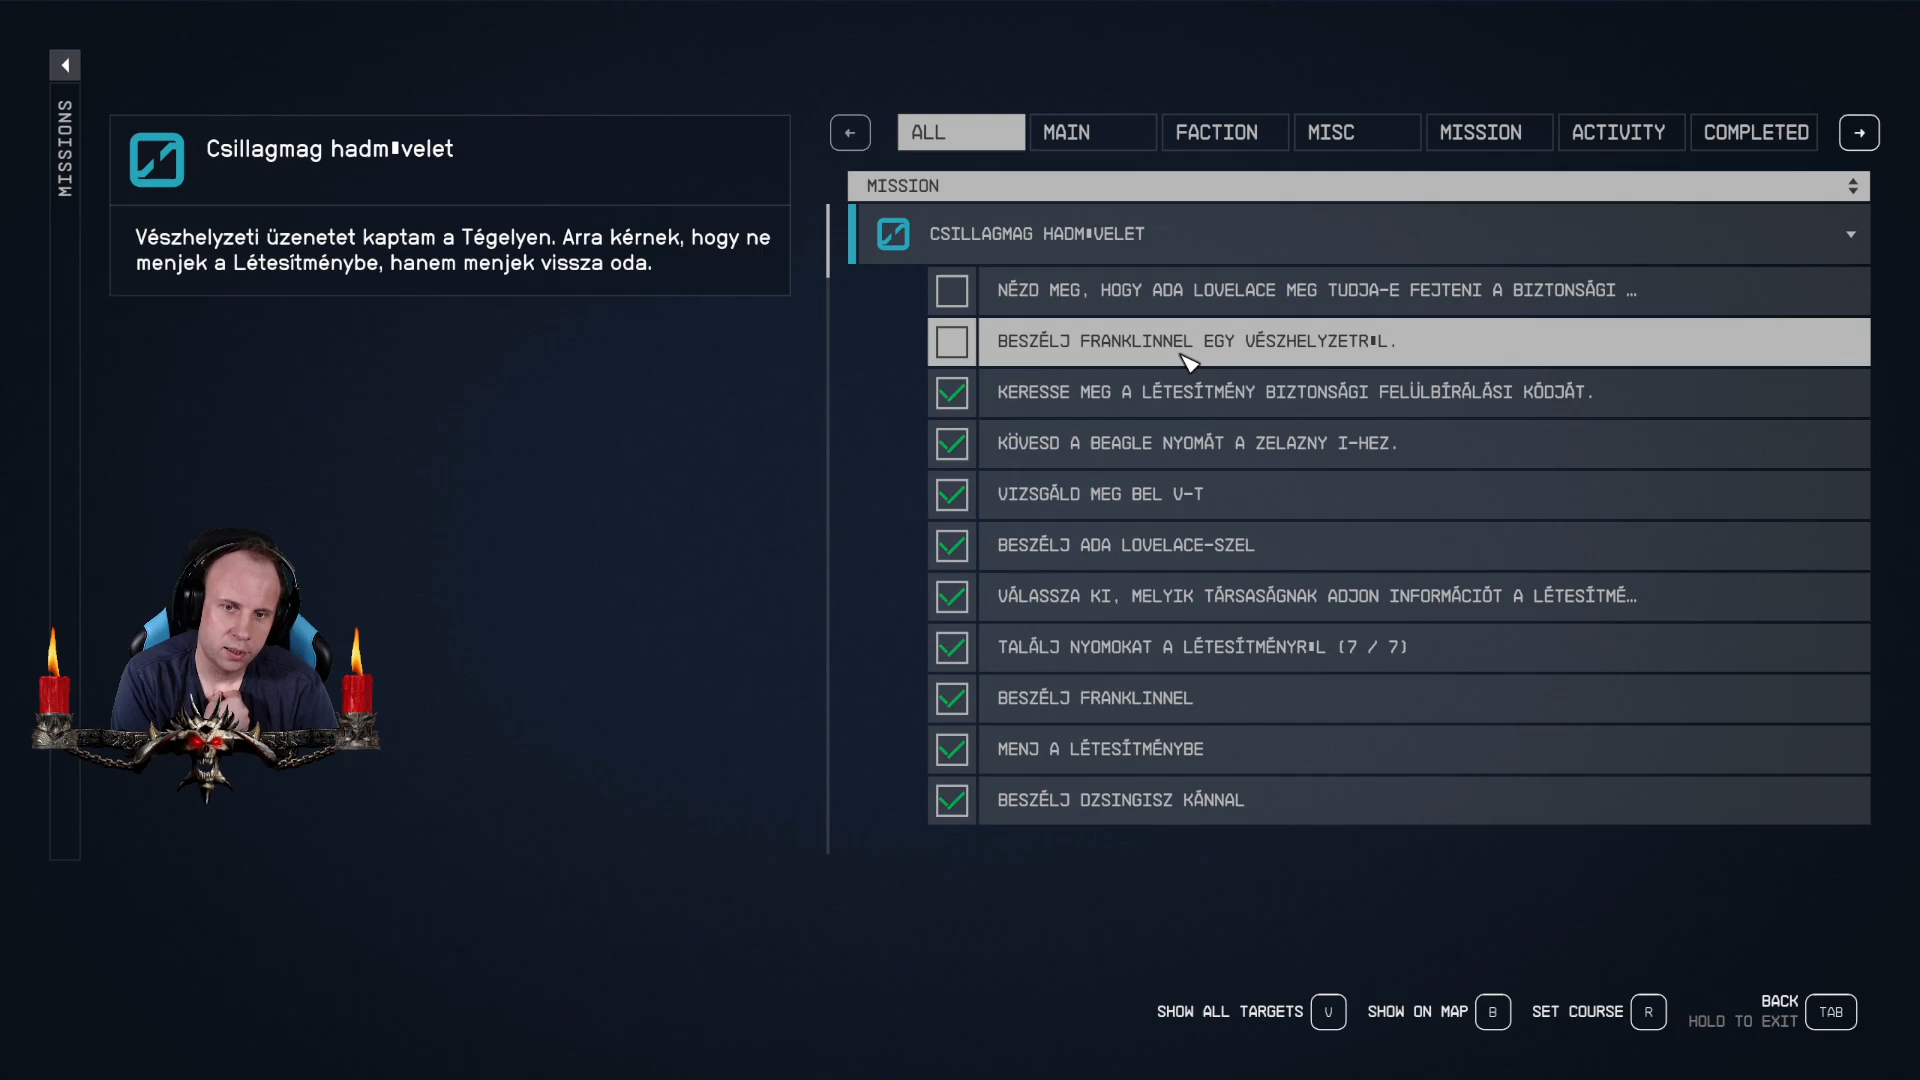 MISSIONS
Csillagmag hadm▮velet
Vészhelyzeti üzenetet kaptam a Tégelyen. Arra kérnek, hogy ne
menjek a Létesítménybe, hanem menjek vissza oda.
ALL
MAIN
FACTION
MISC
MISSION
ACTIVITY
COMPLETED
MISSION
CSILLAGMAG HADM▮VELET
NÉZD MEG, HOGY ADA LOVELACE MEG TUDJA-E FEJTENI A BIZTONSÁGI ...
BESZÉLJ FRANKLINNEL EGY VÉSZHELYZETR▮L.
KERESSE MEG A LÉTESÍTMÉNY BIZTONSÁGI FELÜLBÍRÁLÁSI KÓDJÁT.
KÖVESD A BEAGLE NYOMÁT A ZELAZNY I-HEZ.
VIZSGÁLD MEG BEL V-T
BESZÉLJ ADA LOVELACE-SZEL
VÁLASSZA KI, MELYIK TÁRSASÁGNAK ADJON INFORMÁCIÓT A LÉTESÍTMÉ...
TALÁLJ NYOMOKAT A LÉTESÍTMÉNYR▮L (7 / 7)
BESZÉLJ FRANKLINNEL
MENJ A LÉTESÍTMÉNYBE
BESZÉLJ DZSINGISZ KÁNNAL
SHOW ALL TARGETS V
SHOW ON MAP B
SET COURSE R
BACK
HOLD TO EXIT
TAB